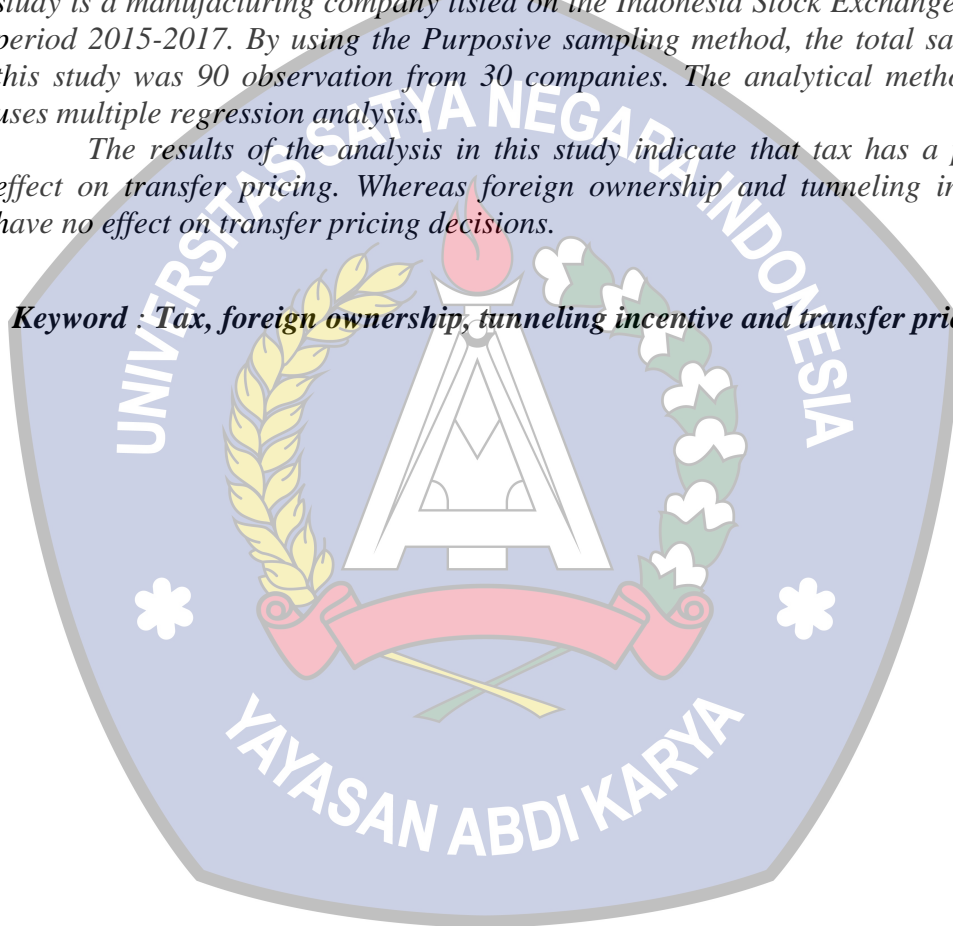 study is a manufacturing company listed on the Indonesia Stock Exchange
period 2015-2017. By using the Purposive sampling method, the total
this study was 90 observation from 30 companies. The analytical
uses multiple regression analysis.
The results of the analysis in this study indicate that tax has a
effect on transfer pricing. Whereas foreign ownership and tunneling
have no effect on transfer pricing decisions.
Keyword : Tax, foreign ownership, tunneling incentive and transfer
UNIVERSITAS SATYA NEGARA INDONESIA
YAYASAN ABDI KARYA